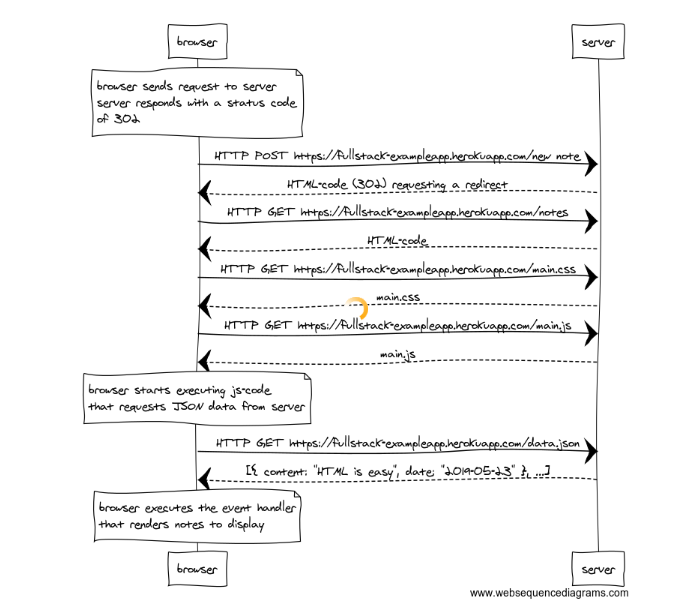 browser
server
browser sends request to server
server responds with a status code
of 302
HTTP POST https://fullstack-exampleapp.herokuapp.com/new note
HTML-code (302) requesting a redirect
HTTP GET https://fullstack-exampleapp.herokuapp.com/notes
HTML-code
HTTP GET https://fullstack-exampleapp.herokuapp.com/main.css
main.css
HTTP GET https://fullstack-exampleapp.herokuapp.com/main.js
main.js
browser starts executing js-code
that requests JSON data from server
HTTP GET https://fullstack-exampleapp.herokuapp.com/data.json
[{ content: "HTML is easy", date: "2019-05-23" }, ...]
browser executes the event handler
that renders notes to display
browser
server
www.websequencediagrams.com